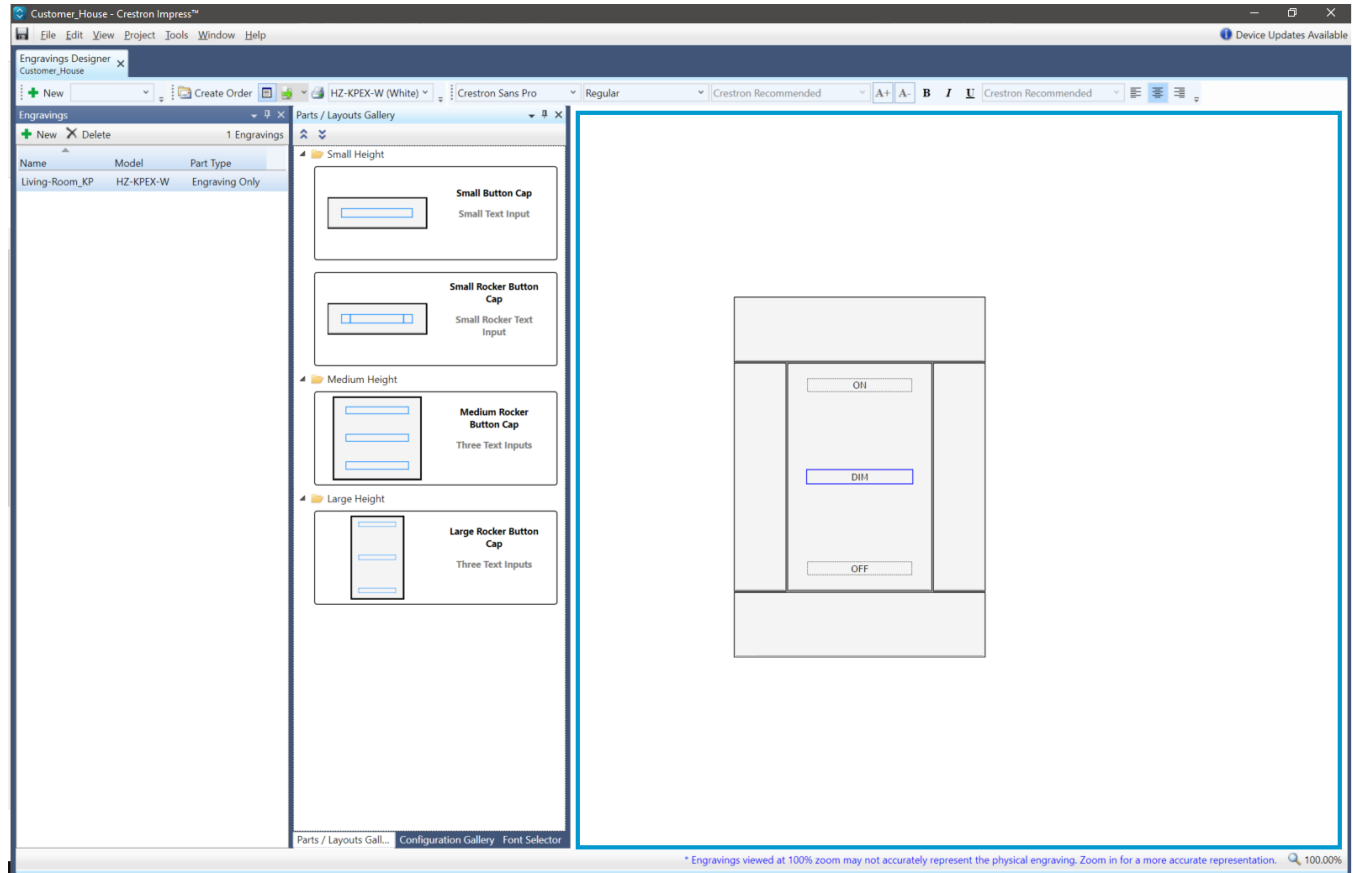 Customer_House - Crestron Impress™
File Edit View Project Tools Window Help
Device Updates Available
Engravings Designer
Customer_House
New
Create Order
HZ-KPEX-W (White)
Crestron Sans Pro
Regular
Crestron Recommended
A+ A- B I U
Crestron Recommended
Engravings
New Delete
1 Engravings
Name Model Part Type
Living-Room_KP HZ-KPEX-W Engraving Only
Parts / Layouts Gallery
Small Height
Small Button Cap
Small Text Input
Small Rocker Button
Cap
Small Rocker Text
Input
Medium Height
Medium Rocker
Button Cap
Three Text Inputs
Large Height
Large Rocker Button
Cap
Three Text Inputs
Parts / Layouts Gall... Configuration Gallery Font Selector
ON
DIM
OFF
* Engravings viewed at 100% zoom may not accurately represent the physical engraving. Zoom in for a more accurate representation.
100.00%